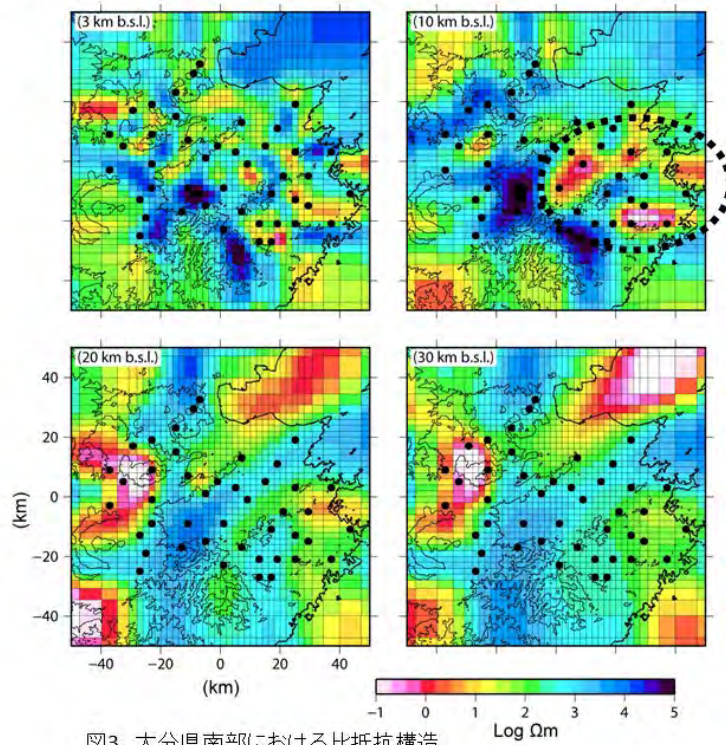 (3 km b.s.l.)
(10 km b.s.l.)
(20 km b.s.l.)
(30 km b.s.l.)
40
20
0
−20
−40
(km)
−40 −20 0 20 40
(km)
−1 0 1 2 3 4 5
Log Ωm
図3 大分県南部における比抵抗構造